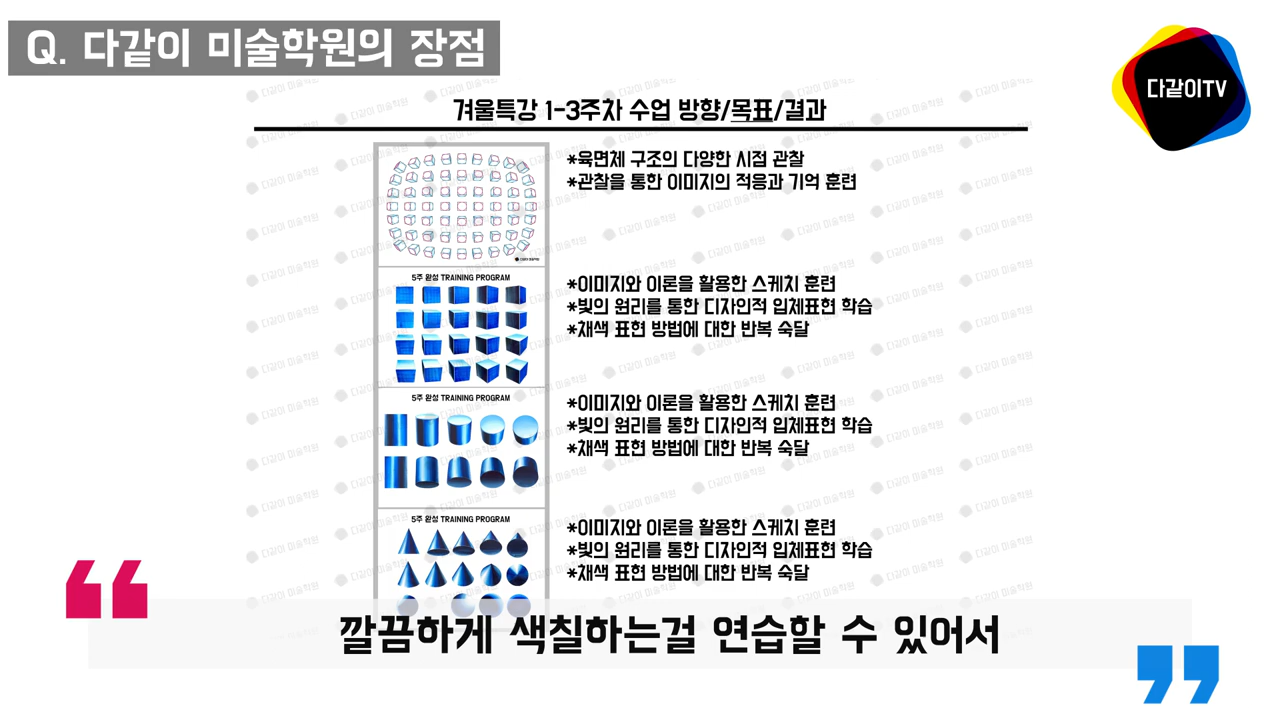 Q. 다같이 미술학원의 장점
다같이TV
겨울특강 1-3주차 수업 방향/목표/결과
*육면체 구조의 다양한 시점 관찰
*관찰을 통한 이미지의 적응과 기억 훈련
다같이 미술학원
5주 완성 TRAINING PROGRAM
*이미지와 이론을 활용한 스케치 훈련
*빛의 원리를 통한 디자인적 입체표현 학습
*채색 표현 방법에 대한 반복 숙달
5주 완성 TRAINING PROGRAM
*이미지와 이론을 활용한 스케치 훈련
*빛의 원리를 통한 디자인적 입체표현 학습
*채색 표현 방법에 대한 반복 숙달
5주 완성 TRAINING PROGRAM
*이미지와 이론을 활용한 스케치 훈련
*빛의 원리를 통한 디자인적 입체표현 학습
*채색 표현 방법에 대한 반복 숙달
❝
깔끔하게 색칠하는걸 연습할 수 있어서
❞